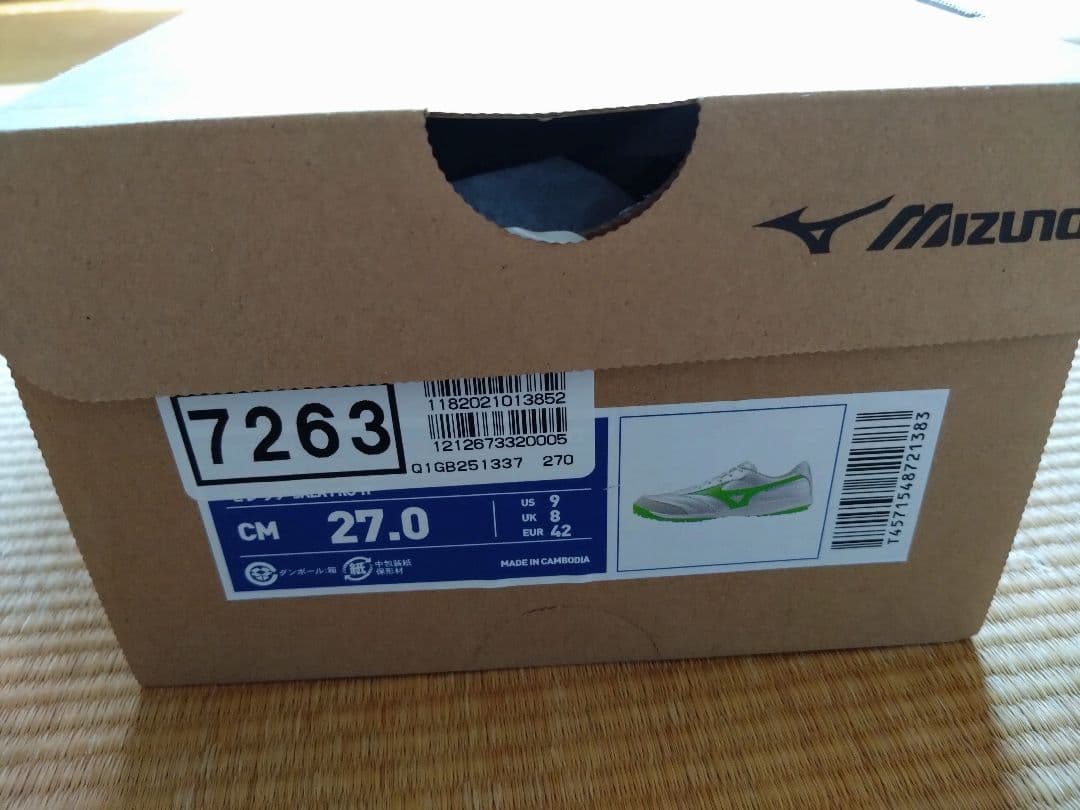 MIZUNO
7263
1182021013852
1212673320005
Q1GB251337 270
CM 27.0
US 9
UK 8
EUR 42
ダンボール:箱
紙
中包装紙
保形材
MADE IN CAMBODIA
T4571548721383